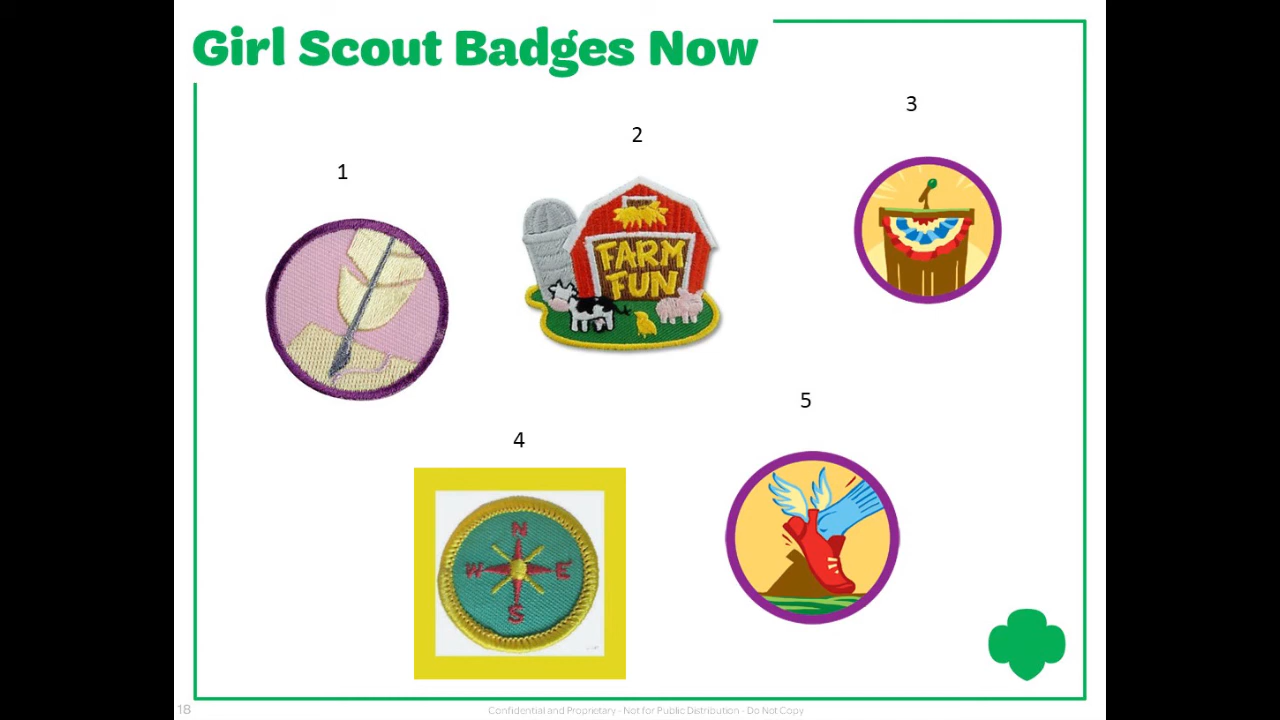 Girl Scout Badges Now
3
2
1
FARM
FUN
5
4
N
W E
S
18
Confidential and Proprietary - Not for Public Distribution - Do Not Copy